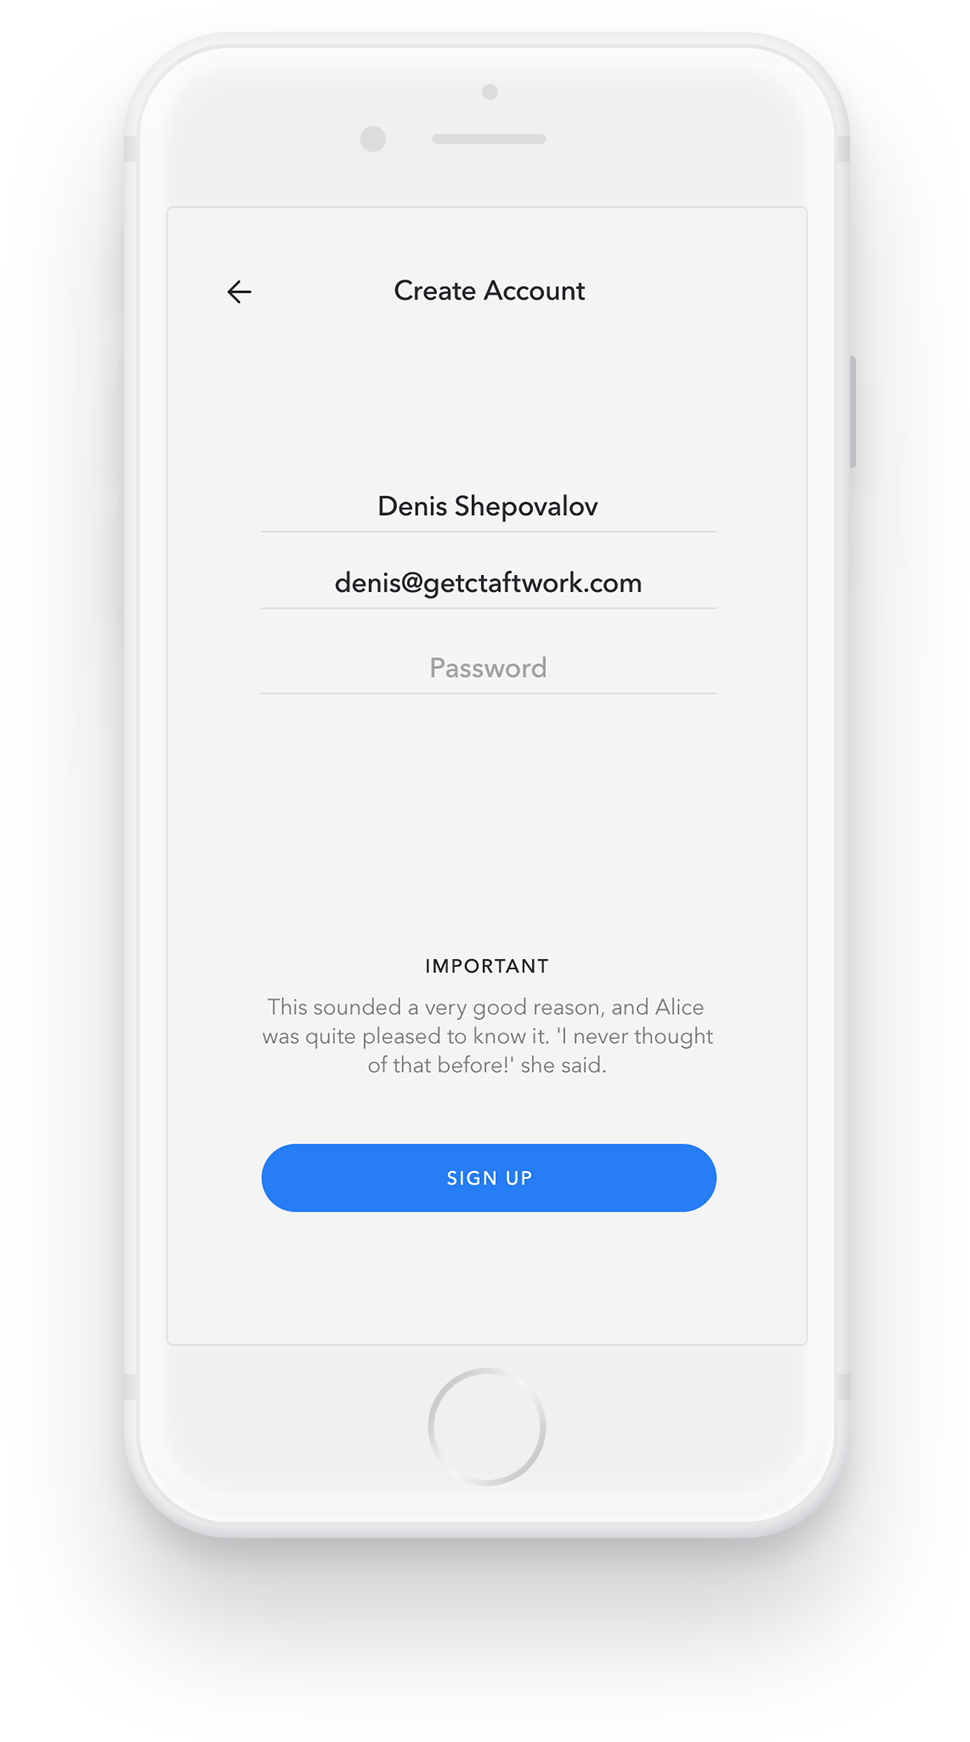 Create Account
Denis Shepovalov
denis@getctaftwork.com
Password
IMPORTANT
This sounded a very good reason, and Alice
was quite pleased to know it. 'I never thought
of that before!' she said.
SIGN UP